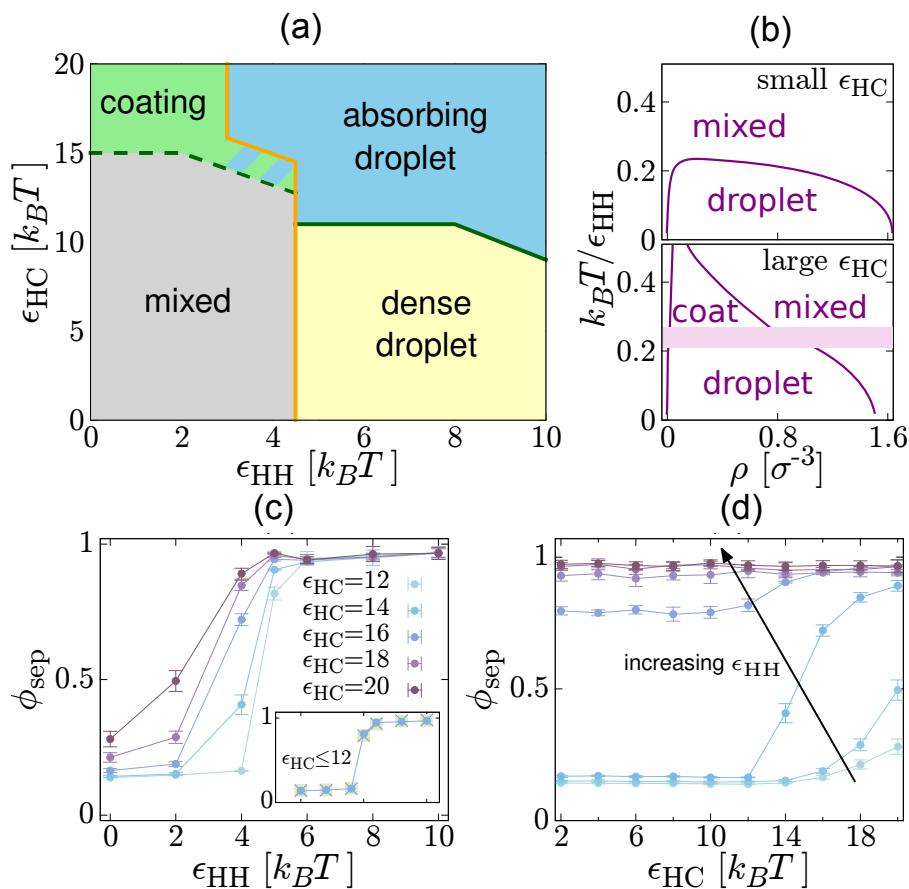 (a)
20
15
10
5
0
ϵHC [kBT]
coating
absorbing
droplet
mixed
dense
droplet
0 2 4 6 8 10
ϵHH [kBT]
(b)
small ϵHC
mixed
droplet
0.4
0.2
0
large ϵHC
coat
mixed
droplet
0.4
0.2
0
kBT/ϵHH
0 0.8 1.6
ρ [σ-3]
(c)
1
0.5
0
ϕsep
ϵHC=12
ϵHC=14
ϵHC=16
ϵHC=18
ϵHC=20
1
ϵHC≤12
0
0 2 4 6 8 10
ϵHH [kBT]
(d)
1
0.5
0
ϕsep
increasing ϵHH
2 6 10 14 18
ϵHC [kBT]